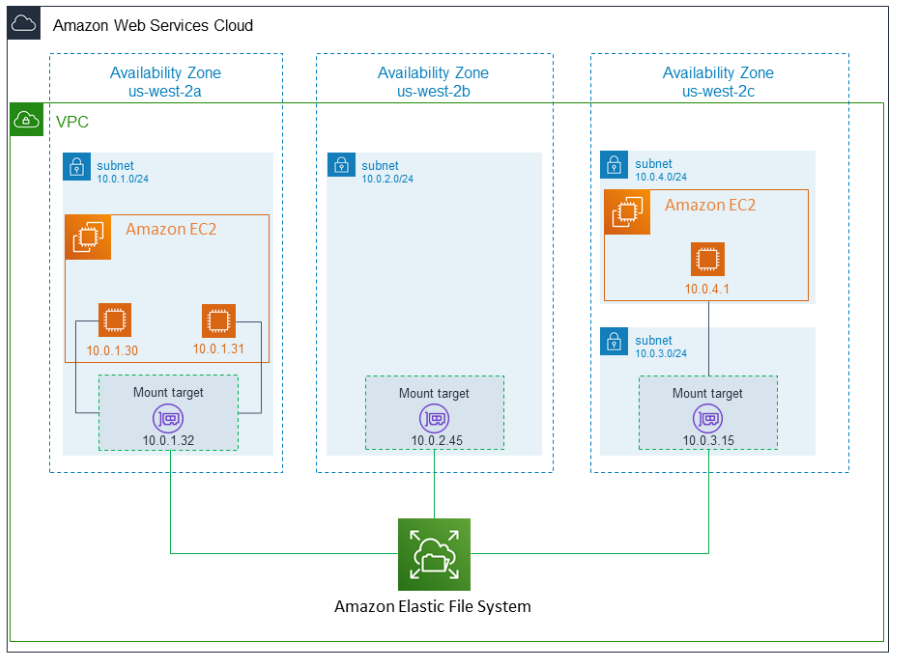 Amazon Web Services Cloud
Availability Zone
us-west-2a
Availability Zone
us-west-2b
Availability Zone
us-west-2c
VPC
subnet
10.0.1.0/24
Amazon EC2
10.0.1.30
10.0.1.31
Mount target
10.0.1.32
subnet
10.0.2.0/24
Mount target
10.0.2.45
subnet
10.0.4.0/24
Amazon EC2
10.0.4.1
subnet
10.0.3.0/24
Mount target
10.0.3.15
Amazon Elastic File System